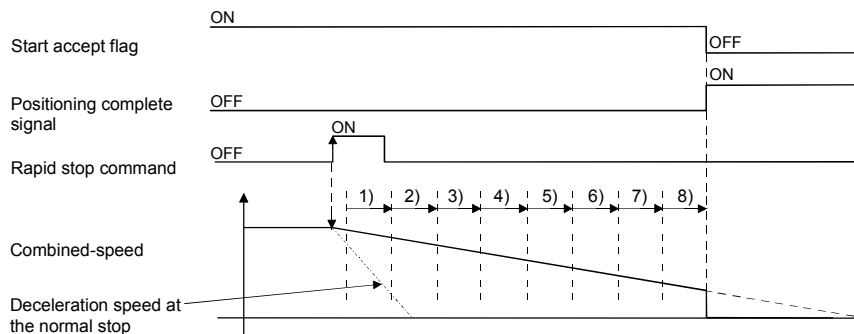 ON
Start accept flag
OFF
ON
Positioning complete
signal
OFF
ON
Rapid stop command
OFF
1) 2) 3) 4) 5) 6) 7) 8)
Combined-speed
Deceleration speed at
the normal stop